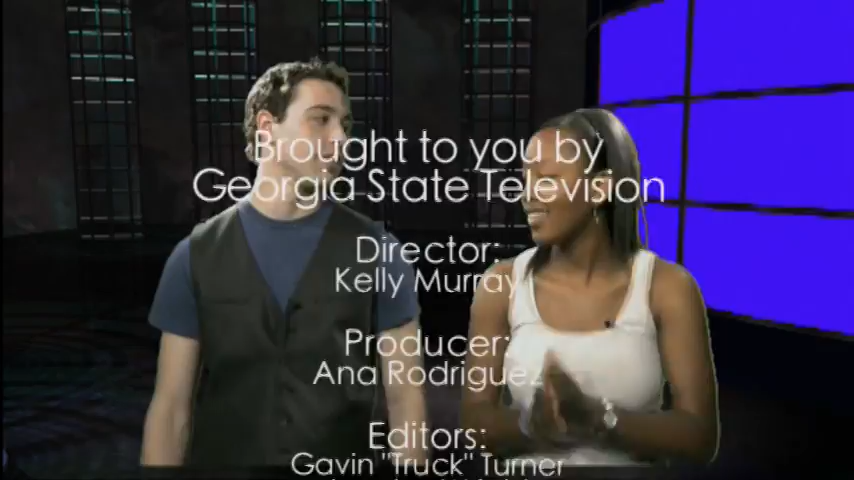 Brought to you by
Georgia State Television
Director:
Kelly Murray
Producer:
Ana Rodriguez
Editors:
Gavin "Truck" Turner